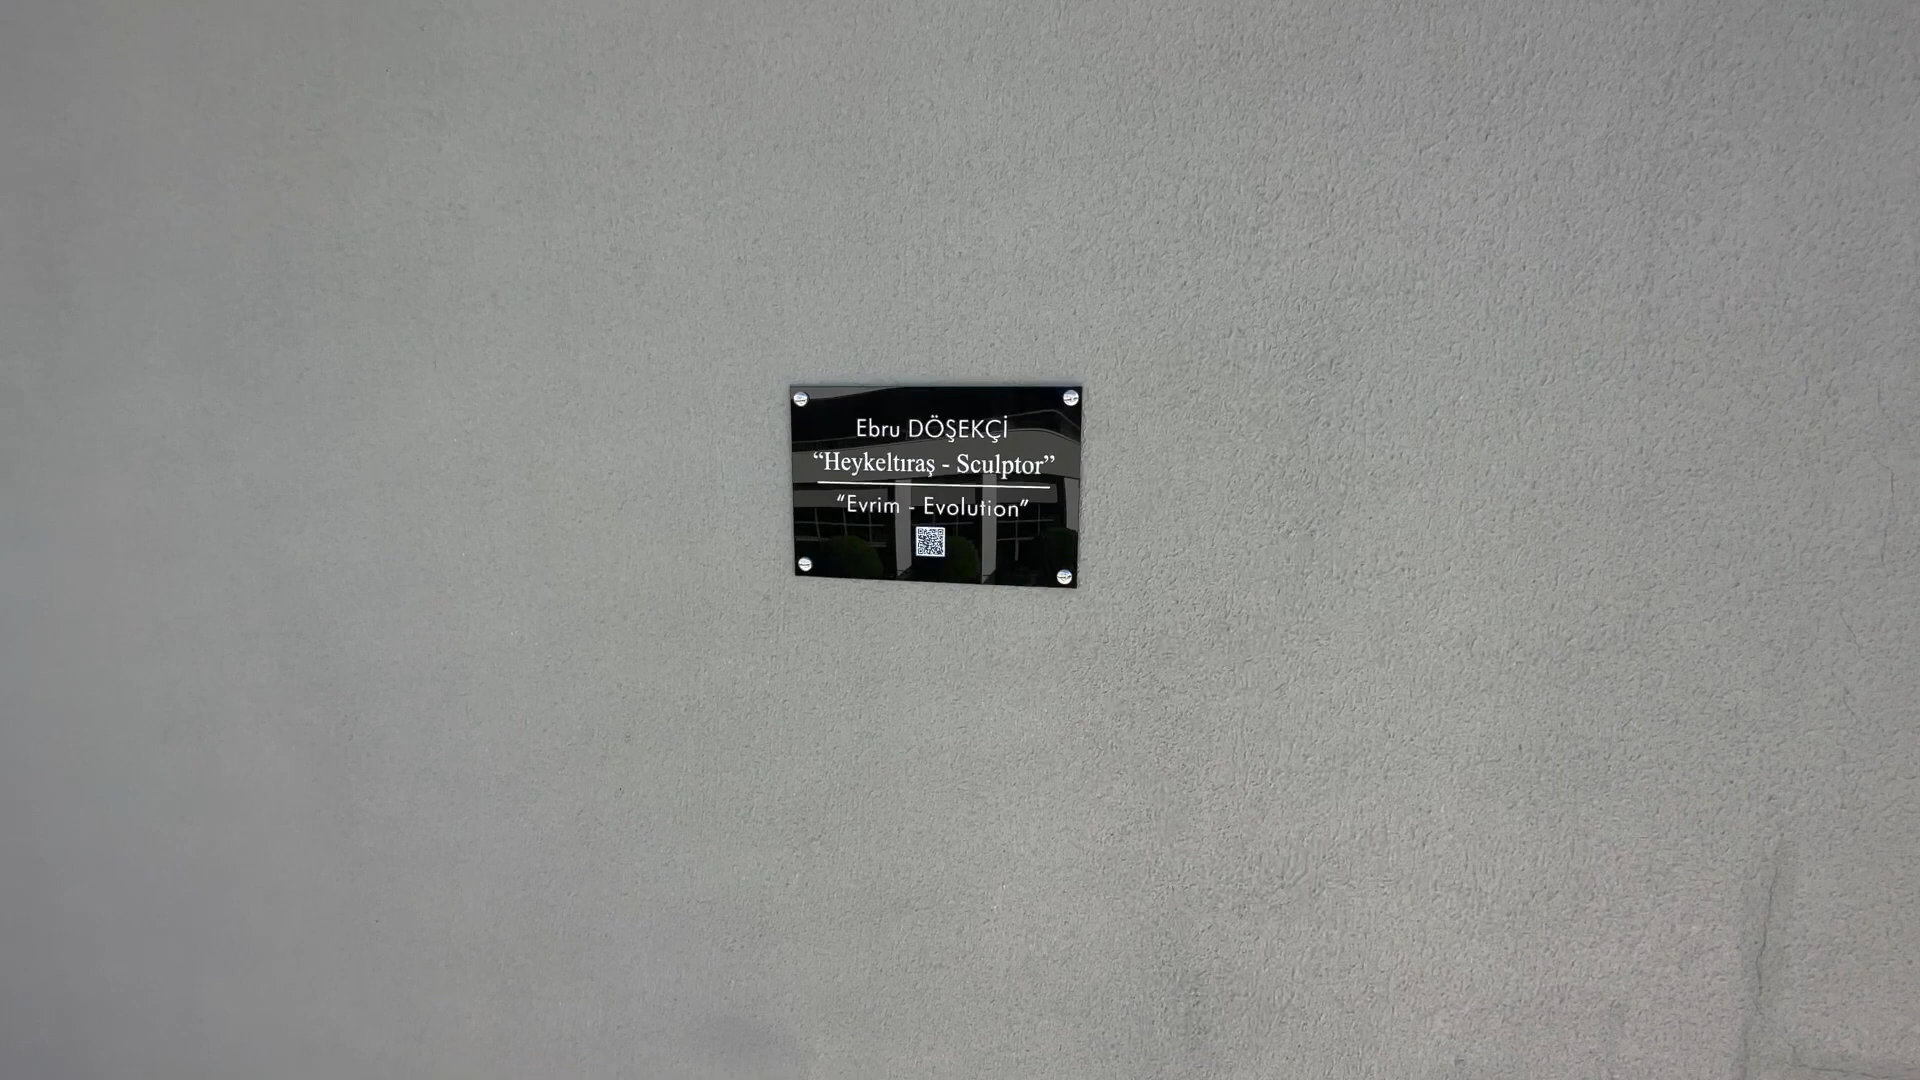 Ebru DÖŞEKÇİ
“Heykeltıraş - Sculptor”
“Evrim - Evolution”